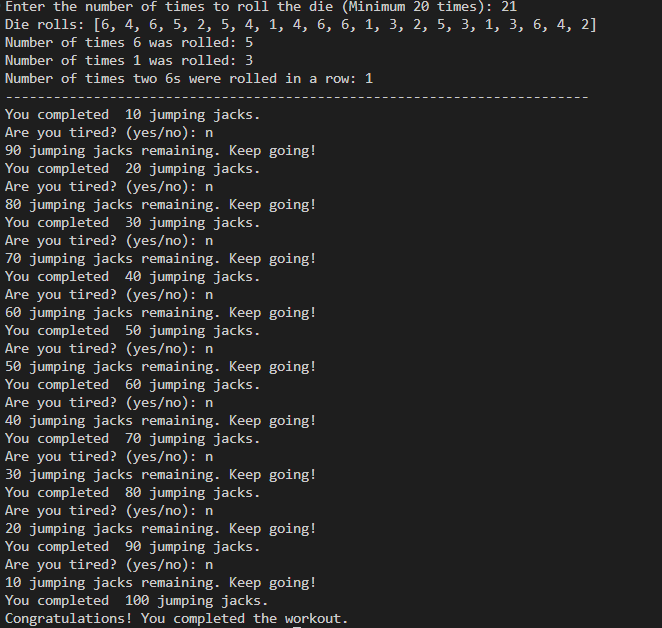 Enter the number of times to roll the die (Minimum 20 times): 21
Die rolls: [6, 4, 6, 5, 2, 5, 4, 1, 4, 6, 6, 1, 3, 2, 5, 3, 1, 3, 6, 4, 2]
Number of times 6 was rolled: 5
Number of times 1 was rolled: 3
Number of times two 6s were rolled in a row: 1
-------------------------------------------------------------------------
You completed  10 jumping jacks.
Are you tired? (yes/no): n
90 jumping jacks remaining. Keep going!
You completed  20 jumping jacks.
Are you tired? (yes/no): n
80 jumping jacks remaining. Keep going!
You completed  30 jumping jacks.
Are you tired? (yes/no): n
70 jumping jacks remaining. Keep going!
You completed  40 jumping jacks.
Are you tired? (yes/no): n
60 jumping jacks remaining. Keep going!
You completed  50 jumping jacks.
Are you tired? (yes/no): n
50 jumping jacks remaining. Keep going!
You completed  60 jumping jacks.
Are you tired? (yes/no): n
40 jumping jacks remaining. Keep going!
You completed  70 jumping jacks.
Are you tired? (yes/no): n
30 jumping jacks remaining. Keep going!
You completed  80 jumping jacks.
Are you tired? (yes/no): n
20 jumping jacks remaining. Keep going!
You completed  90 jumping jacks.
Are you tired? (yes/no): n
10 jumping jacks remaining. Keep going!
You completed  100 jumping jacks.
Congratulations! You completed the workout.